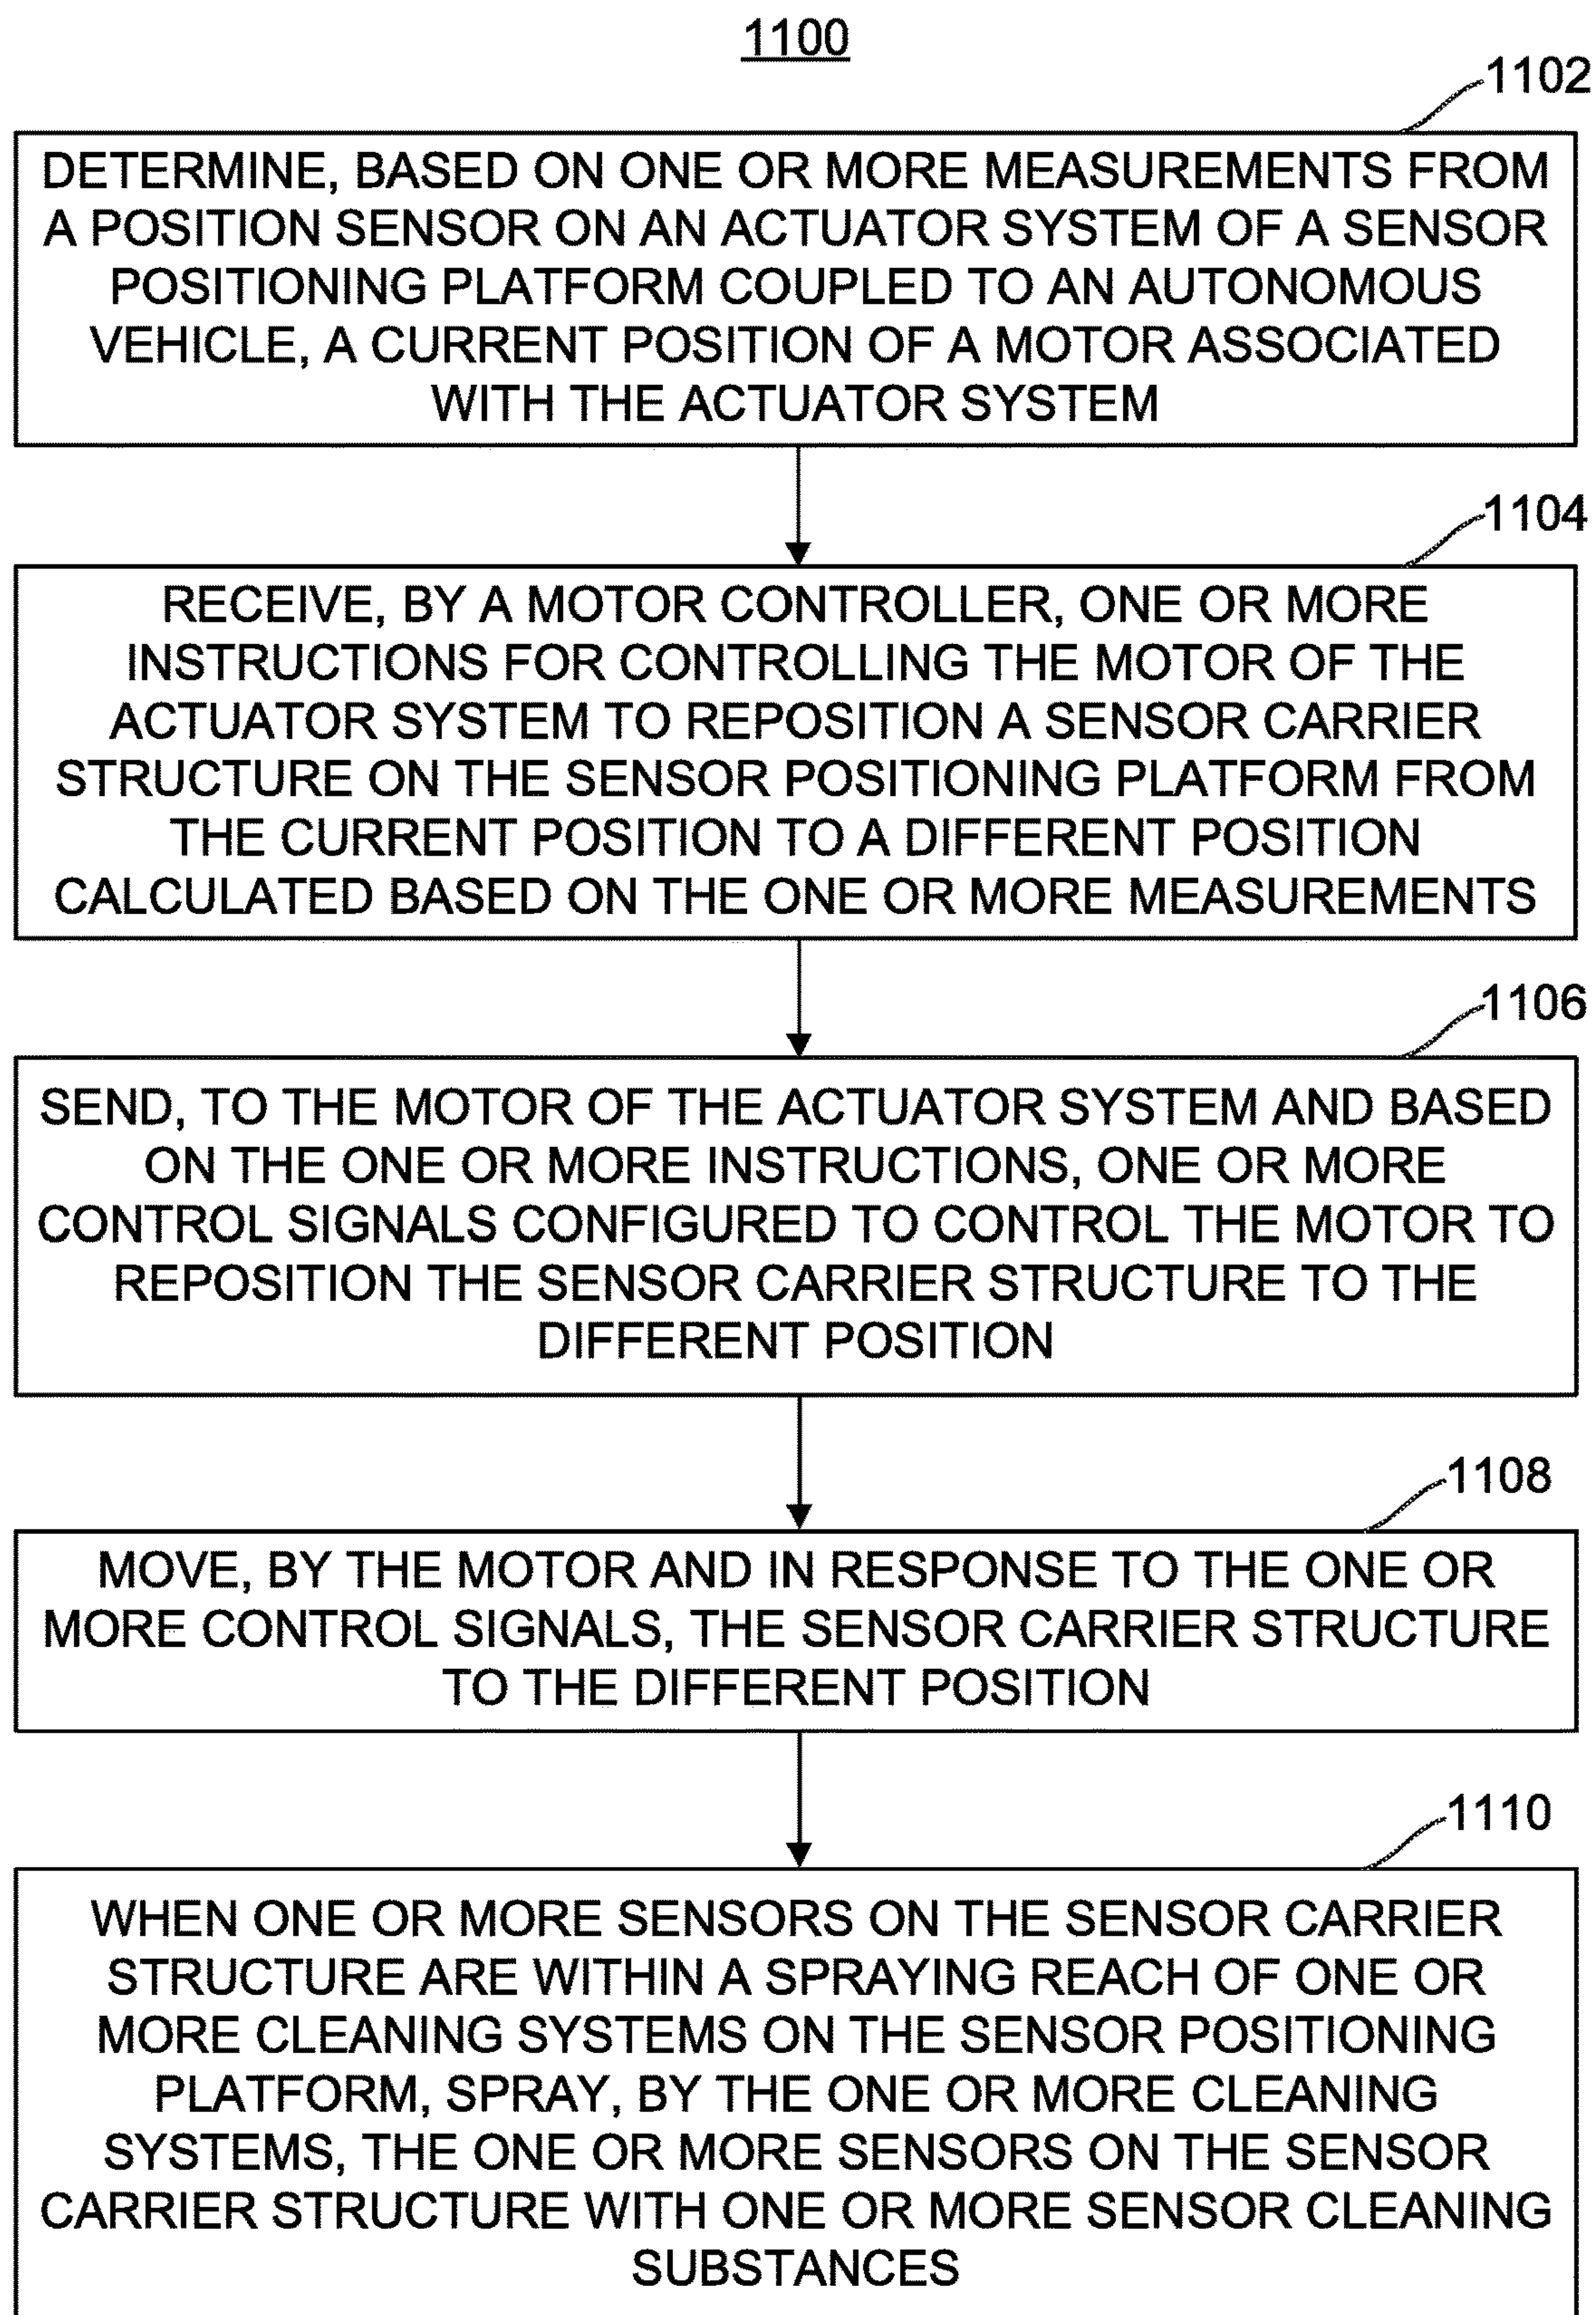 1100
1102
DETERMINE, BASED ON ONE OR MORE MEASUREMENTS FROM
A POSITION SENSOR ON AN ACTUATOR SYSTEM OF A SENSOR
POSITIONING PLATFORM COUPLED TO AN AUTONOMOUS
VEHICLE, A CURRENT POSITION OF A MOTOR ASSOCIATED
WITH THE ACTUATOR SYSTEM
1104
RECEIVE, BY A MOTOR CONTROLLER, ONE OR MORE
INSTRUCTIONS FOR CONTROLLING THE MOTOR OF THE
ACTUATOR SYSTEM TO REPOSITION A SENSOR CARRIER
STRUCTURE ON THE SENSOR POSITIONING PLATFORM FROM
THE CURRENT POSITION TO A DIFFERENT POSITION
CALCULATED BASED ON THE ONE OR MORE MEASUREMENTS
1106
SEND, TO THE MOTOR OF THE ACTUATOR SYSTEM AND BASED
ON THE ONE OR MORE INSTRUCTIONS, ONE OR MORE
CONTROL SIGNALS CONFIGURED TO CONTROL THE MOTOR TO
REPOSITION THE SENSOR CARRIER STRUCTURE TO THE
DIFFERENT POSITION
1108
MOVE, BY THE MOTOR AND IN RESPONSE TO THE ONE OR
MORE CONTROL SIGNALS, THE SENSOR CARRIER STRUCTURE
TO THE DIFFERENT POSITION
1110
WHEN ONE OR MORE SENSORS ON THE SENSOR CARRIER
STRUCTURE ARE WITHIN A SPRAYING REACH OF ONE OR
MORE CLEANING SYSTEMS ON THE SENSOR POSITIONING
PLATFORM, SPRAY, BY THE ONE OR MORE CLEANING
SYSTEMS, THE ONE OR MORE SENSORS ON THE SENSOR
CARRIER STRUCTURE WITH ONE OR MORE SENSOR CLEANING
SUBSTANCES